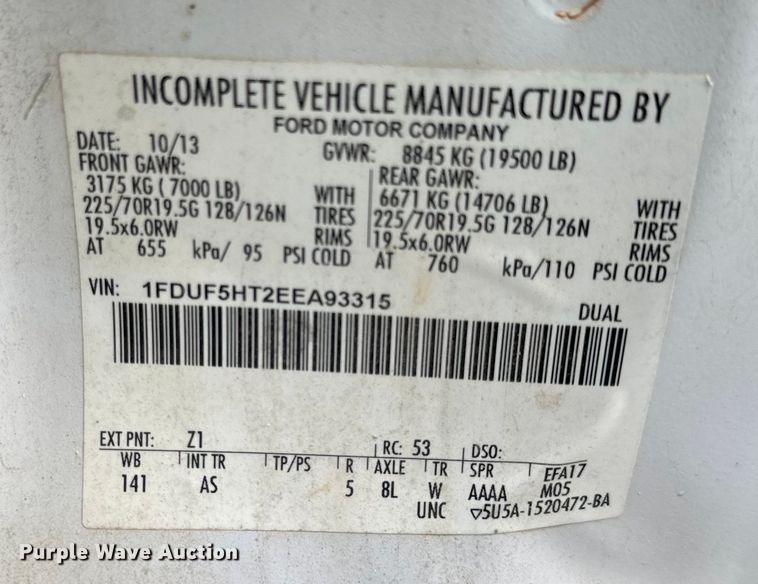 INCOMPLETE VEHICLE MANUFACTURED BY
FORD MOTOR COMPANY
DATE: 10/13 GVWR: 8845 KG (19500 LB)
FRONT GAWR: REAR GAWR:
3175 KG ( 7000 LB) WITH 6671 KG (14706 LB) WITH
225/70R19.5G 128/126N TIRES 225/70R19.5G 128/126N TIRES
19.5x6.0RW RIMS 19.5x6.0RW RIMS
AT 655 kPa/ 95 PSI COLD AT 760 kPa/110 PSI COLD
VIN: 1FDUF5HT2EEA93315 DUAL
EXT PNT: Z1 RC: 53 DSO:
WB INT TR TP/PS R AXLE TR SPR EFA17
141 AS 5 8L W AAAA M05
UNC ▽5U5A-1520472-BA
Purple Wave Auction